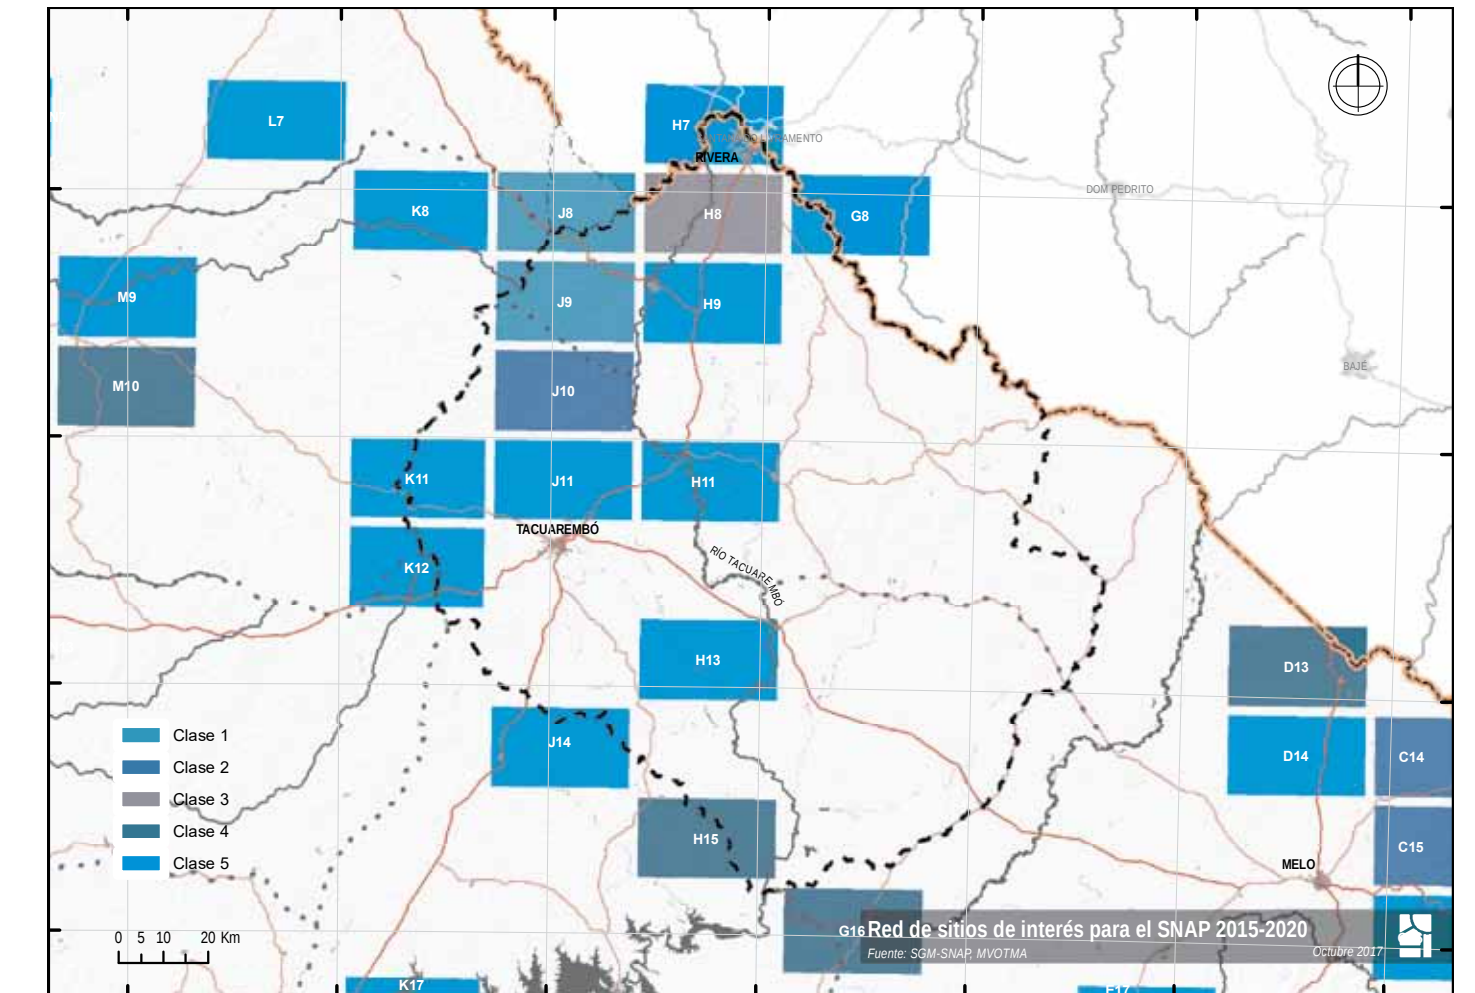 L7
H7
SANTANA DO LIVRAMENTO
RIVERA
DOM PEDRITO
K8
J8
H8
G8
M9
J9
H9
BAJÉ
M10
J10
K11
J11
H11
TACUAREMBÓ
RÍO TACUAREMBÓ
K12
H13
D13
J14
D14
C14
Clase 1
Clase 2
Clase 3
Clase 4
Clase 5
H15
C15
MELO
G16
Red de sitios de interés para el SNAP 2015-2020
Fuente: SGM-SNAP, MVOTMA
Octubre 2017
0 5 10 20 Km
K17